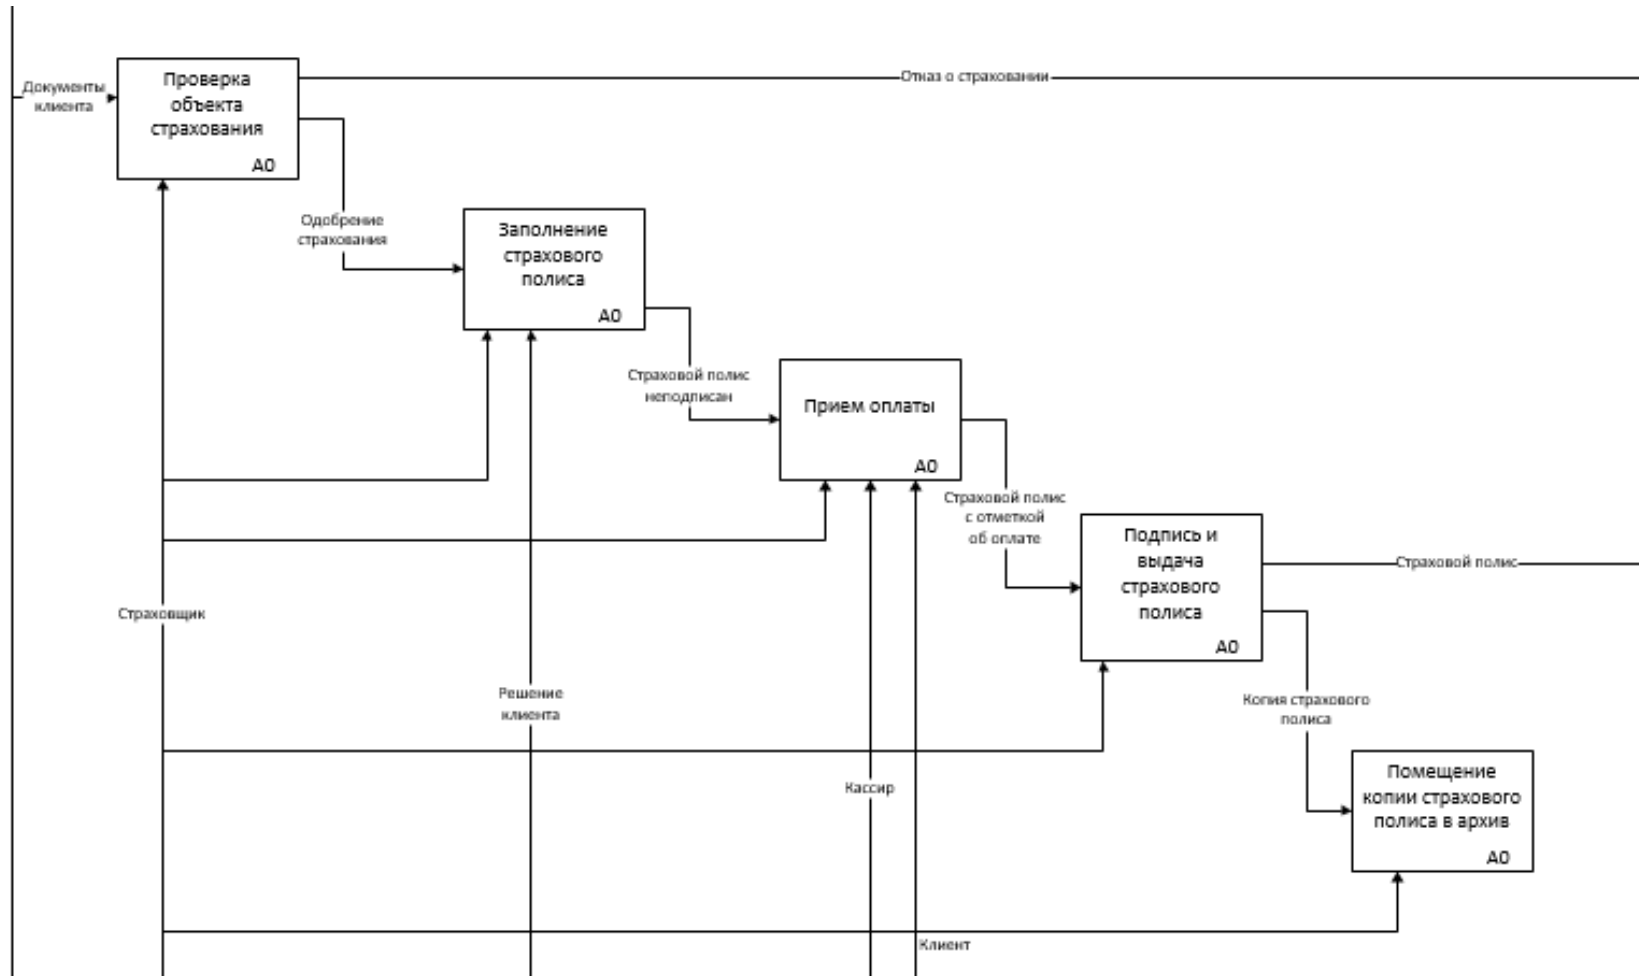 Документы
клиента
Проверка
объекта
страхования
A0
Отказ о страховании
Одобрение
страхования
Заполнение
страхового
полиса
A0
Страховой полис
неподписан
Прием оплаты
A0
Страховой полис
с отметкой
об оплате
Подпись и
выдача
страхового
полиса
A0
Страховой полис
Страховщик
Решение
клиента
Копия страхового
полиса
Кассир
Помещение
копии страхового
полиса в архив
A0
Клиент